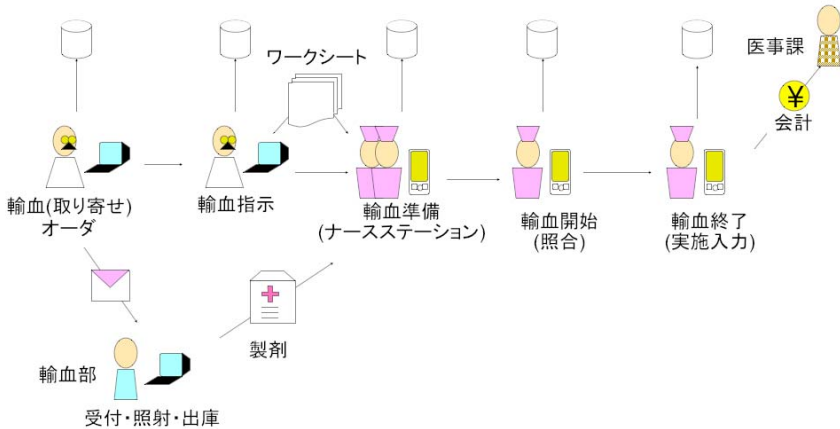 ワークシート
医事課
¥
会計
輸血(取り寄せ)
オーダ
輸血指示
輸血準備
(ナースステーション)
輸血開始
(照合)
輸血終了
(実施入力)
製剤
輸血部
受付・照射・出庫